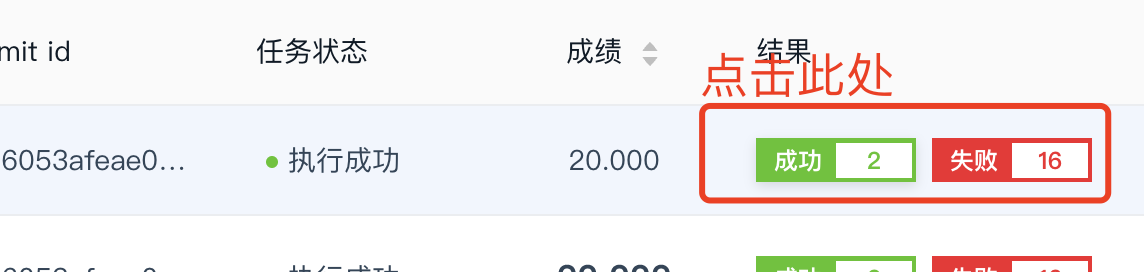 mit id 任务状态 成绩 结果
点击此处
6053afeae0... 执行成功 20.000 成功 2 失败 16